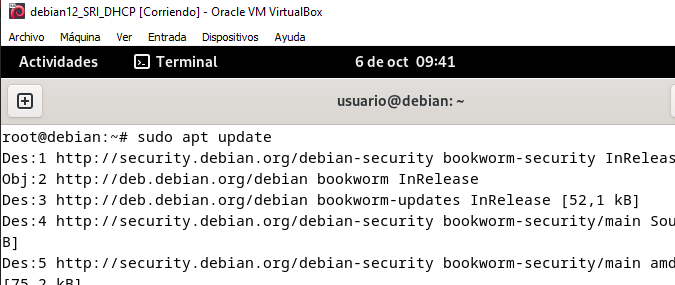 debian12_SRI_DHCP [Corriendo] - Oracle VM VirtualBox
Archivo Máquina Ver Entrada Dispositivos Ayuda
Actividades Terminal 6 de oct 09:41
usuario@debian: ~
root@debian:~# sudo apt update
Des:1 http://security.debian.org/debian-security bookworm-security InReleas
Obj:2 http://deb.debian.org/debian bookworm InRelease
Des:3 http://deb.debian.org/debian bookworm-updates InRelease [52,1 kB]
Des:4 http://security.debian.org/debian-security bookworm-security/main Sou
B]
Des:5 http://security.debian.org/debian-security bookworm-security/main amd
[75,2 kB]